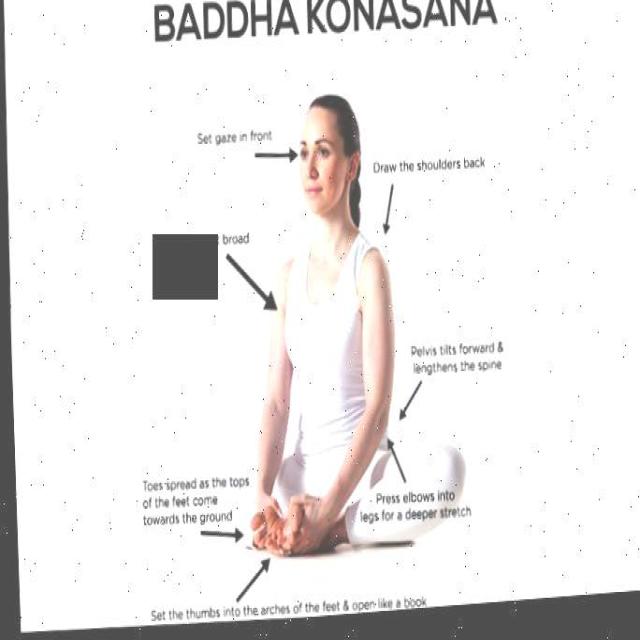 BADDHA KONASANA
Set gaze in front
Draw the shoulders back
broad
Pelvis tilts forward &
lengthens the spine
Toes spread as the tops
of the feet come
towards the ground
Press elbows into
legs for a deeper stretch
Set the thumbs into the arches of the feet & open like a book